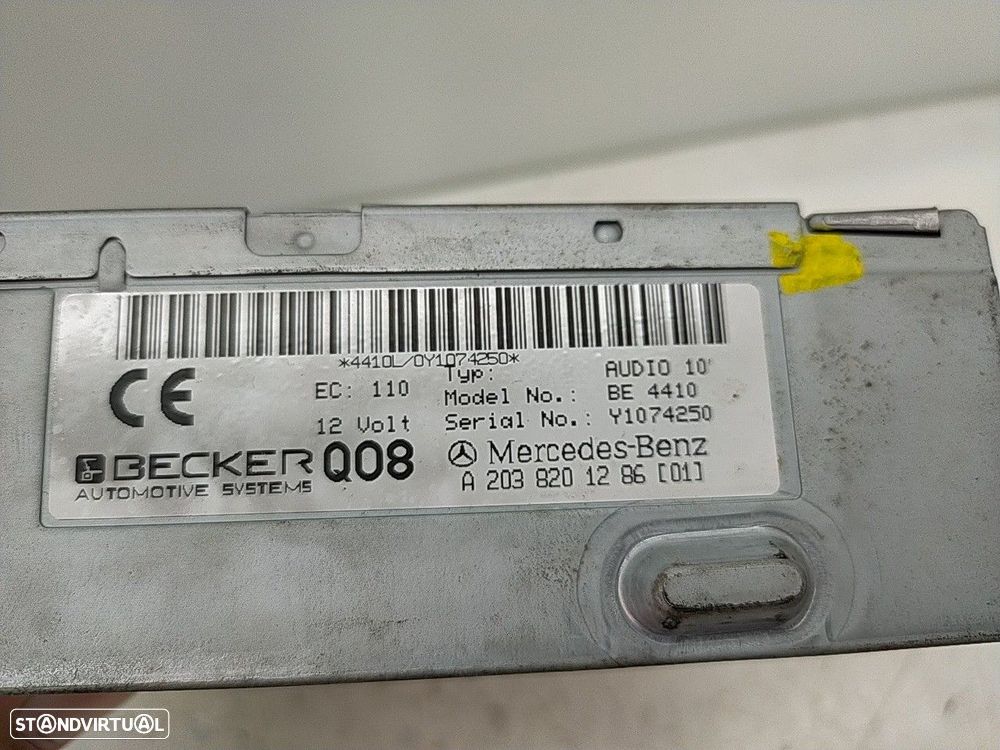 *4410L/0Y1074250*
CE
EC: 110
12 Volt
Typ: AUDIO 10'
Model No.: BE 4410
Serial No.: Y1074250
BECKER Q08
AUTOMOTIVE SYSTEMS
Mercedes-Benz
A 203 820 12 86 [01]
STANDVIRTUAL